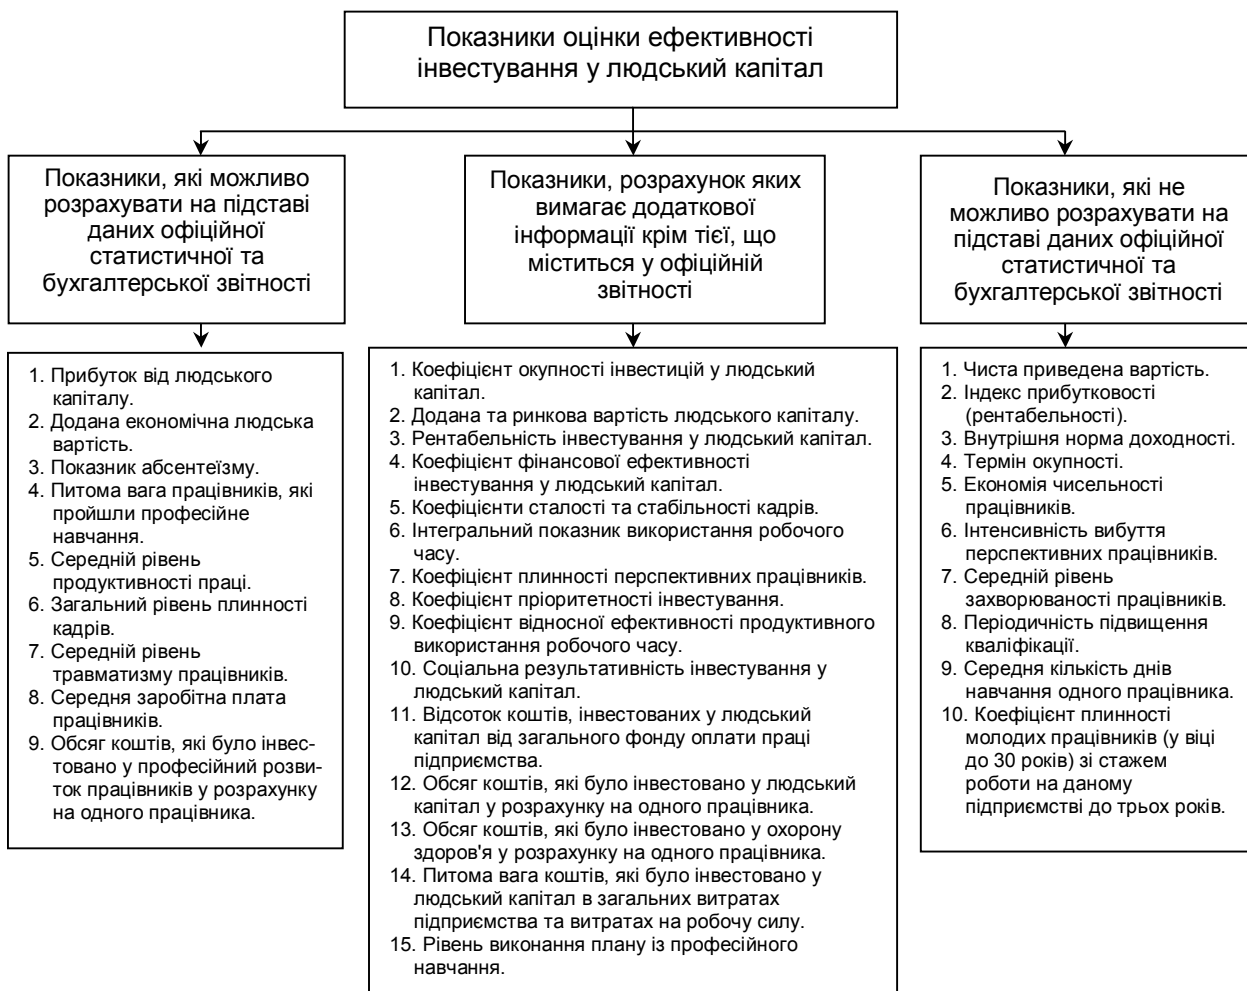 Показники оцінки ефективності
інвестування у людський капітал
Показники, які можливо
розрахувати на підставі
даних офіційної
статистичної та
бухгалтерської звітності
Показники, розрахунок яких
вимагає додаткової
інформації крім тієї, що
міститься у офіційній
звітності
Показники, які не
можливо розрахувати на
підставі даних офіційної
статистичної та
бухгалтерської звітності
1. Прибуток від людського
капіталу.
2. Додана економічна людська
вартість.
3. Показник абсентеїзму.
4. Питома вага працівників, які
пройшли професійне
навчання.
5. Середній рівень
продуктивності праці.
6. Загальний рівень плинності
кадрів.
7. Середній рівень
травматизму працівників.
8. Середня заробітна плата
працівників.
9. Обсяг коштів, які було інвес-
товано у професійний розви-
ток працівників у розрахунку
на одного працівника.
1. Коефіцієнт окупності інвестицій у людський
капітал.
2. Додана та ринкова вартість людського капіталу.
3. Рентабельність інвестування у людський капітал.
4. Коефіцієнт фінансової ефективності
інвестування у людський капітал.
5. Коефіцієнти сталості та стабільності кадрів.
6. Інтегральний показник використання робочого
часу.
7. Коефіцієнт плинності перспективних працівників.
8. Коефіцієнт пріоритетності інвестування.
9. Коефіцієнт відносної ефективності продуктивного
використання робочого часу.
10. Соціальна результативність інвестування у
людський капітал.
11. Відсоток коштів, інвестованих у людський
капітал від загального фонду оплати праці
підприємства.
12. Обсяг коштів, які було інвестовано у людський
капітал у розрахунку на одного працівника.
13. Обсяг коштів, які було інвестовано у охорону
здоров'я у розрахунку на одного працівника.
14. Питома вага коштів, які було інвестовано у
людський капітал в загальних витратах
підприємства та витратах на робочу силу.
15. Рівень виконання плану із професійного
навчання.
1. Чиста приведена вартість.
2. Індекс прибутковості
(рентабельності).
3. Внутрішня норма доходності.
4. Термін окупності.
5. Економія чисельності
працівників.
6. Інтенсивність вибуття
перспективних працівників.
7. Середній рівень
захворюваності працівників.
8. Періодичність підвищення
кваліфікації.
9. Середня кількість днів
навчання одного працівника.
10. Коефіцієнт плинності
молодих працівників (у віці
до 30 років) зі стажем
роботи на даному
підприємстві до трьох років.